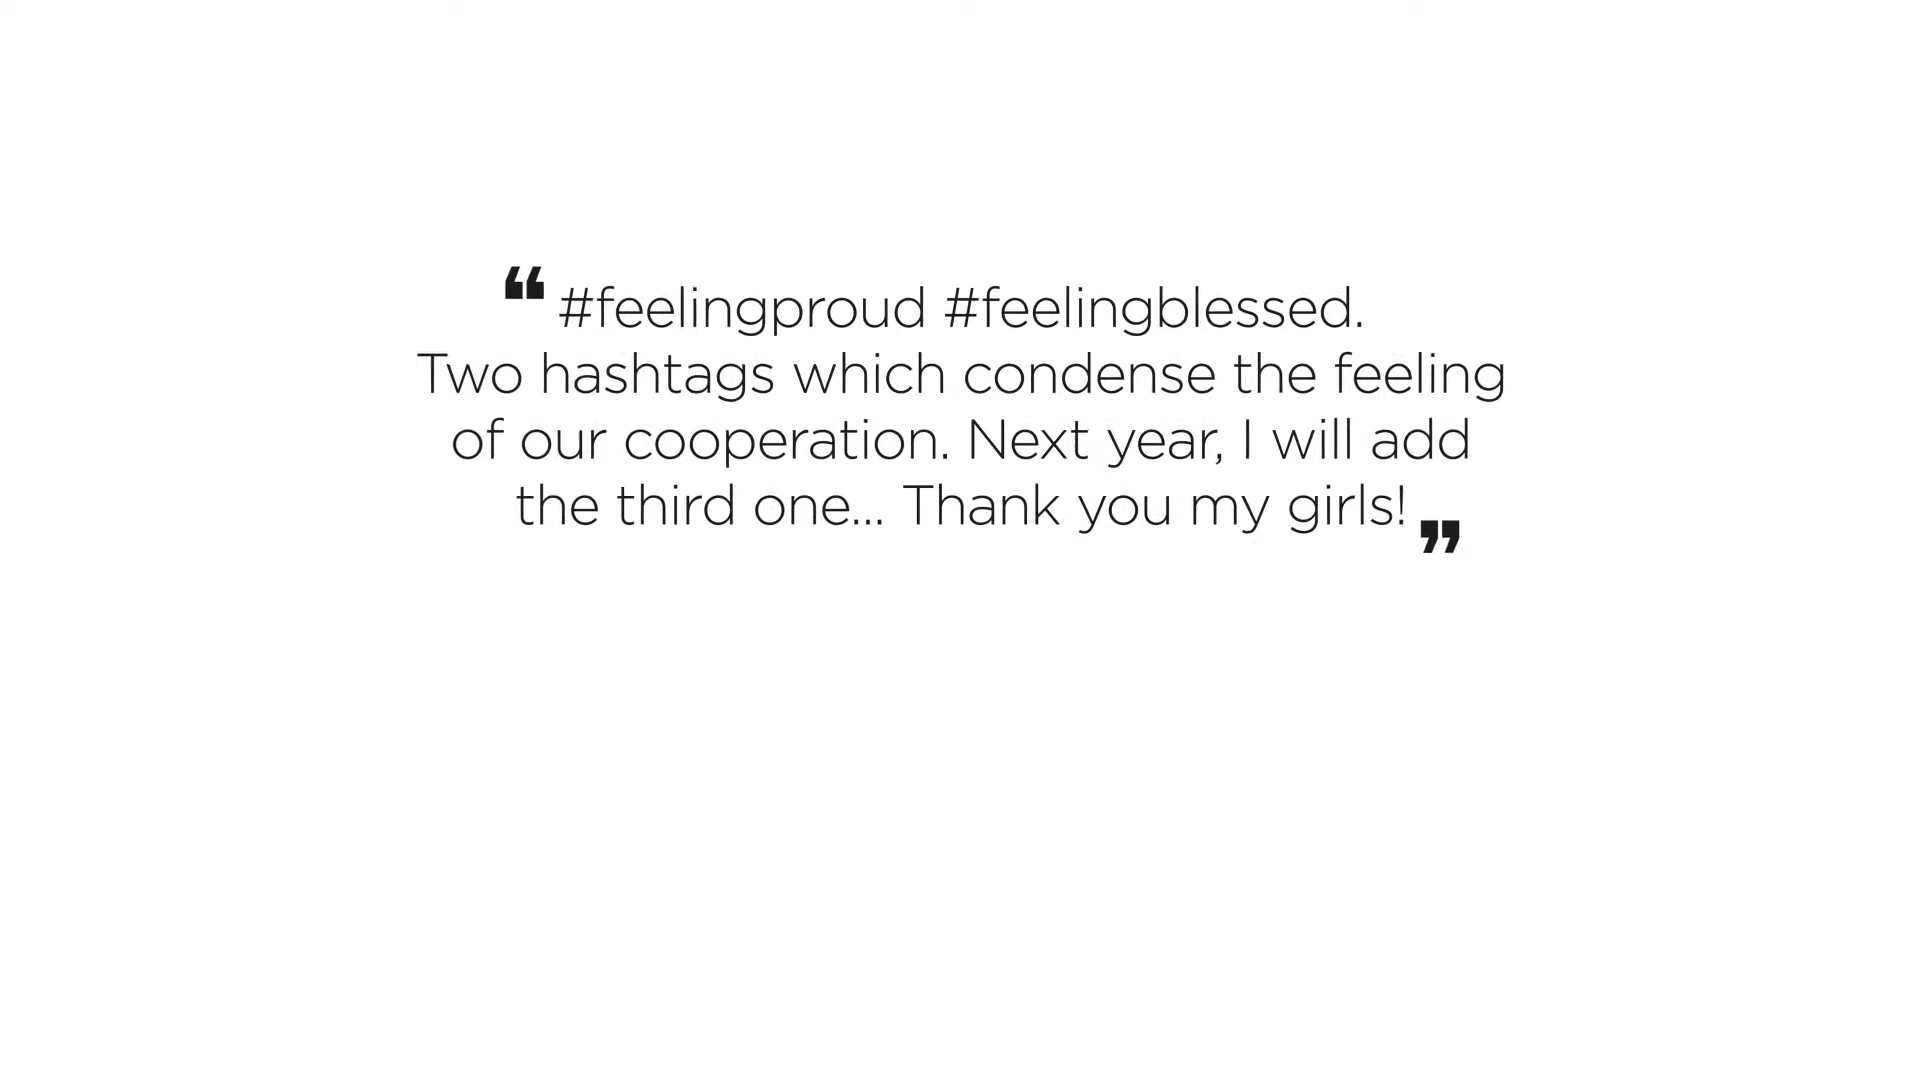 ❝ #feelingproud #feelingblessed.
Two hashtags which condense the feeling
of our cooperation. Next year, I will add
the third one... Thank you my girls! ❞